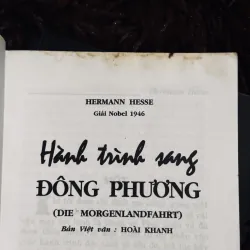 HERMANN HESSE
Giải Nobel 1946
Hành trình sang
ĐÔNG PHƯƠNG
(DIE MORGENLANDFAHRT)
Bản Việt văn : HOÀI KHANH